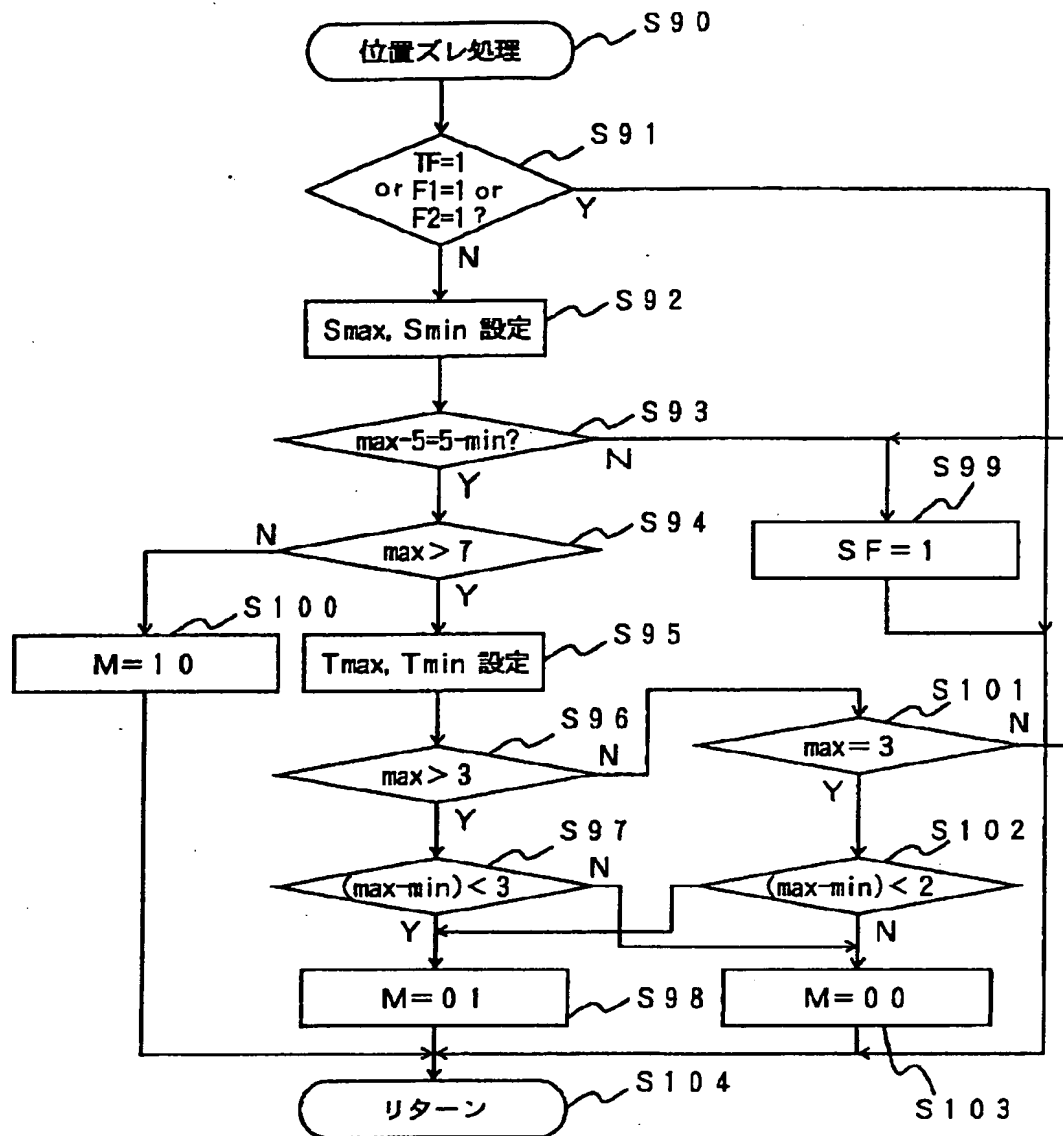 S90
位置ズレ処理
S91
TF=1
or F1=1 or
F2=1?
Y
N
S92
Smax, Smin 設定
S93
max-5=5-min?
N
Y
S99
SF=1
S94
N
max>7
Y
S100
M=10
S95
Tmax, Tmin 設定
S96
max>3
N
Y
S101
max=3
N
Y
S97
(max-min)<3
N
Y
S102
(max-min)<2
N
M=01
S98
M=00
S103
リターン
S104